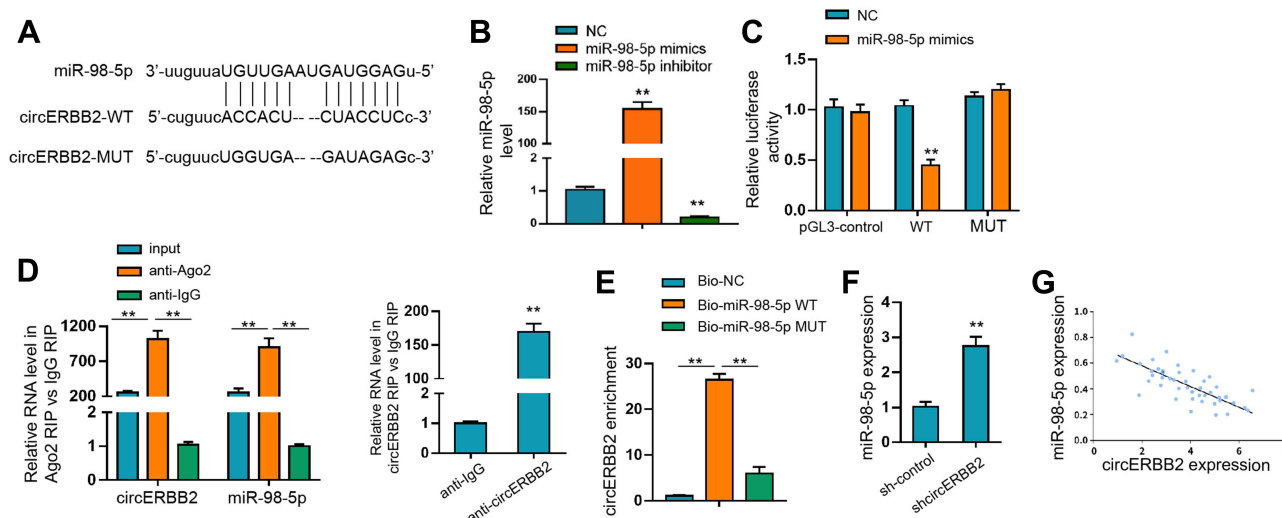 A
miR-98-5p 3'-uuguuaUGUUGAAUGAUGGAGu-5'
circERBB2-WT 5'-cuguucACCACU-- --CUACCUCc-3'
circERBB2-MUT 5'-cuguucUGGUGA-- --GAUAGAGc-3'
B
NC
miR-98-5p mimics
miR-98-5p inhibitor
Relative miR-98-5p
level
200
150
100
50
2
1
0
**
**
C
NC
miR-98-5p mimics
Relative luciferase
activity
1.5
1.0
0.5
0.0
**
pGL3-control WT MUT
D
input
anti-Ago2
anti-IgG
Relative RNA level in
Ago2 RIP vs IgG RIP
1200
700
200
2
1
0
** ** ** **
circERBB2 miR-98-5p
Relative RNA level in
circERBB2 RIP vs IgG RIP
200
150
100
50
2
1
0
**
anti-IgG
anti-circERBB2
E
Bio-NC
Bio-miR-98-5p WT
Bio-miR-98-5p MUT
circERBB2 enrichment
30
20
10
0
** **
F
miR-98-5p expression
4
3
2
1
0
**
sh-control
shcircERBB2
G
miR-98-5p expression
1.0
0.8
0.6
0.4
0.2
0.0
0 2 4 6
circERBB2 expression